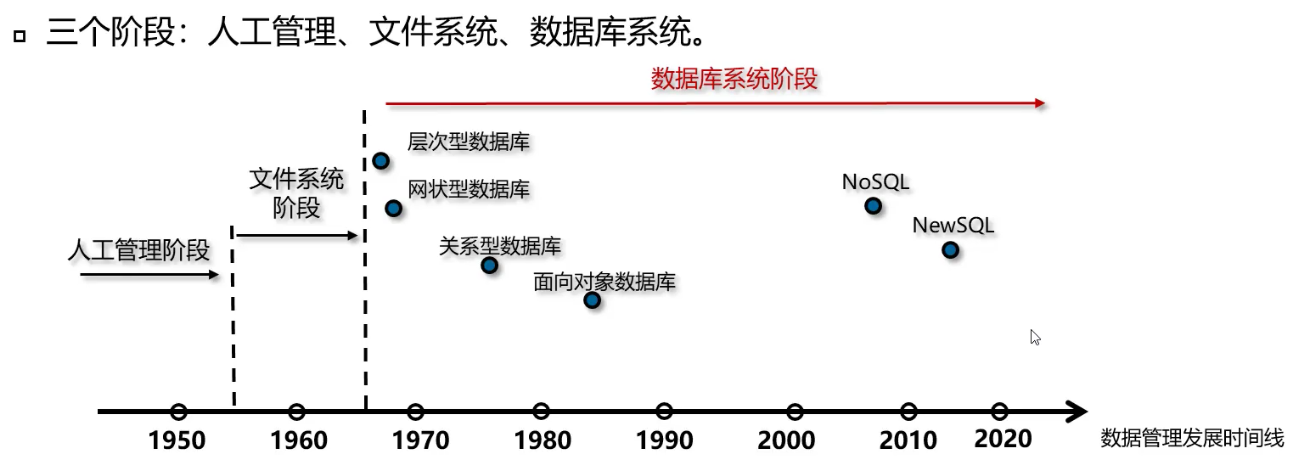 三个阶段：人工管理、文件系统、数据库系统。
数据库系统阶段
层次型数据库
文件系统
阶段
网状型数据库
NoSQL
NewSQL
人工管理阶段
关系型数据库
面向对象数据库
1950
1960
1970
1980
1990
2000
2010
2020
数据管理发展时间线